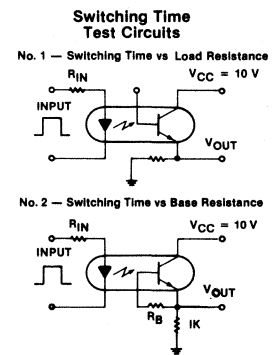 Switching Time
Test Circuits
No. 1 — Switching Time vs Load Resistance
RIN
VCC = 10 V
INPUT
VOUT
No. 2 — Switching Time vs Base Resistance
RIN
VCC = 10 V
INPUT
VOUT
RB
IK